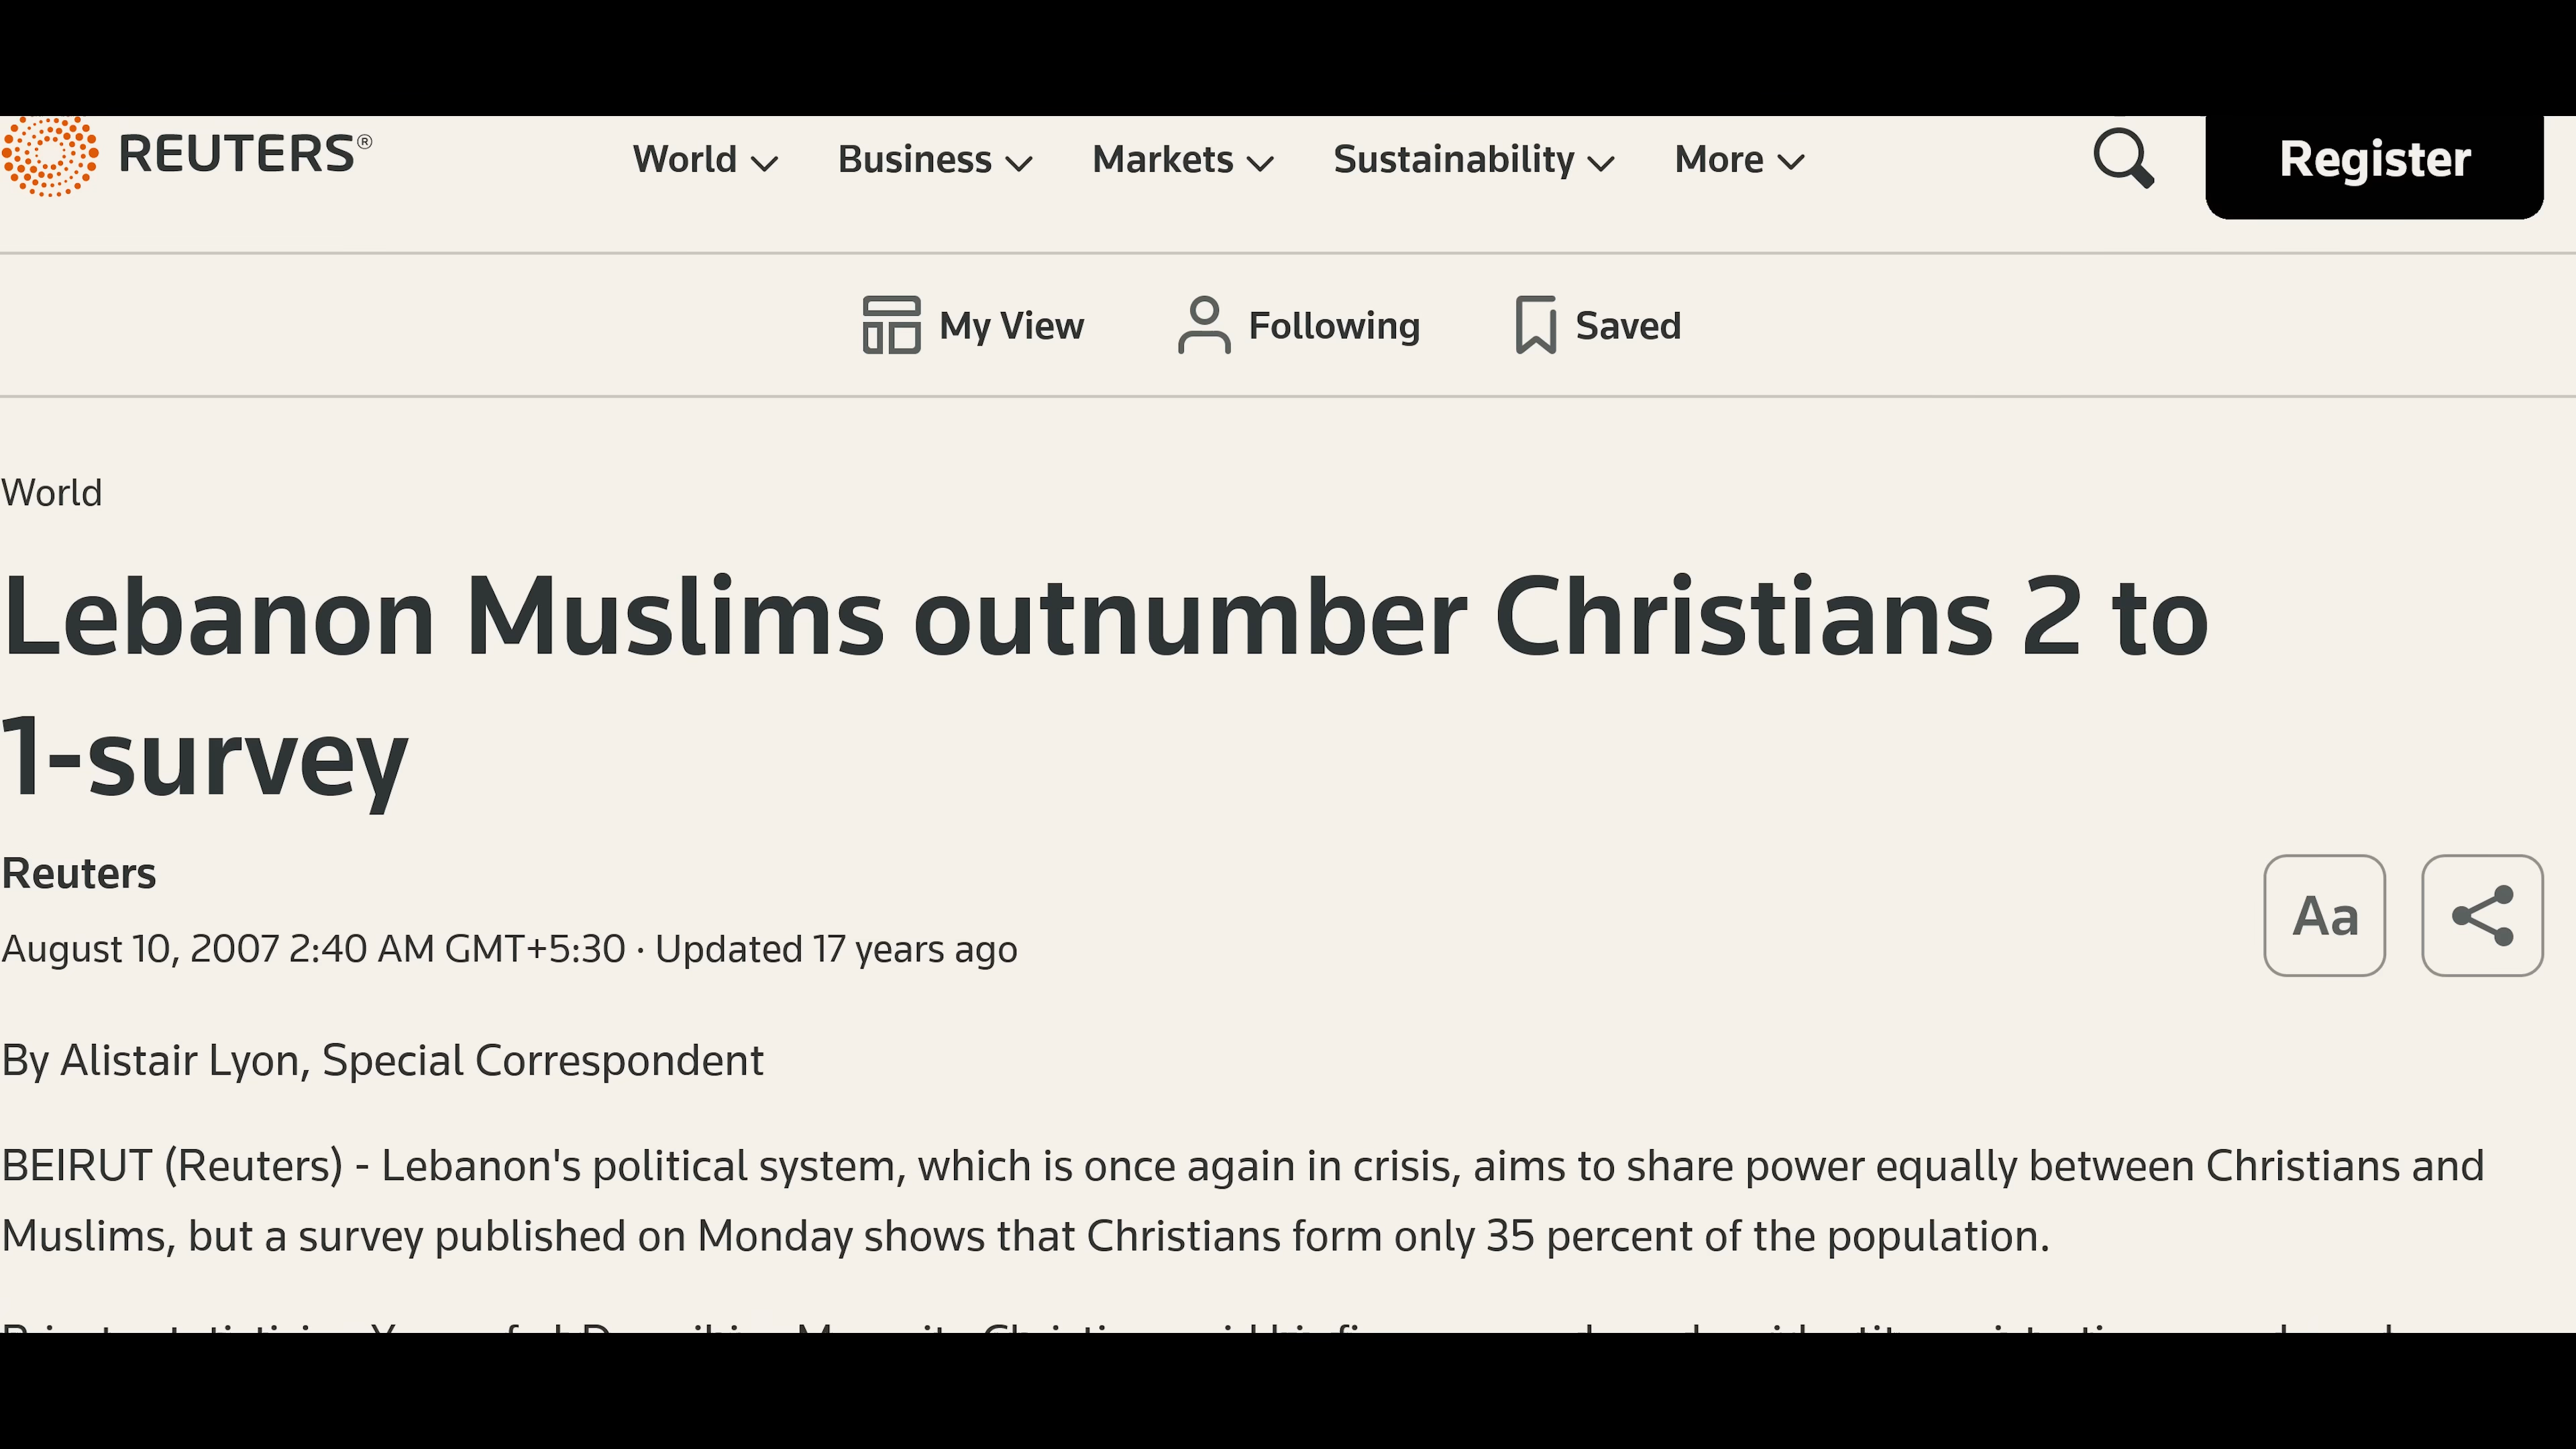 REUTERS®
World
Business
Markets
Sustainability
More
Register
My View
Following
Saved
World
Lebanon Muslims outnumber Christians 2 to
1-survey
Reuters
Aa
August 10, 2007 2:40 AM GMT+5:30 · Updated 17 years ago
By Alistair Lyon, Special Correspondent
BEIRUT (Reuters) - Lebanon's political system, which is once again in crisis, aims to share power equally between Christians and
Muslims, but a survey published on Monday shows that Christians form only 35 percent of the population.